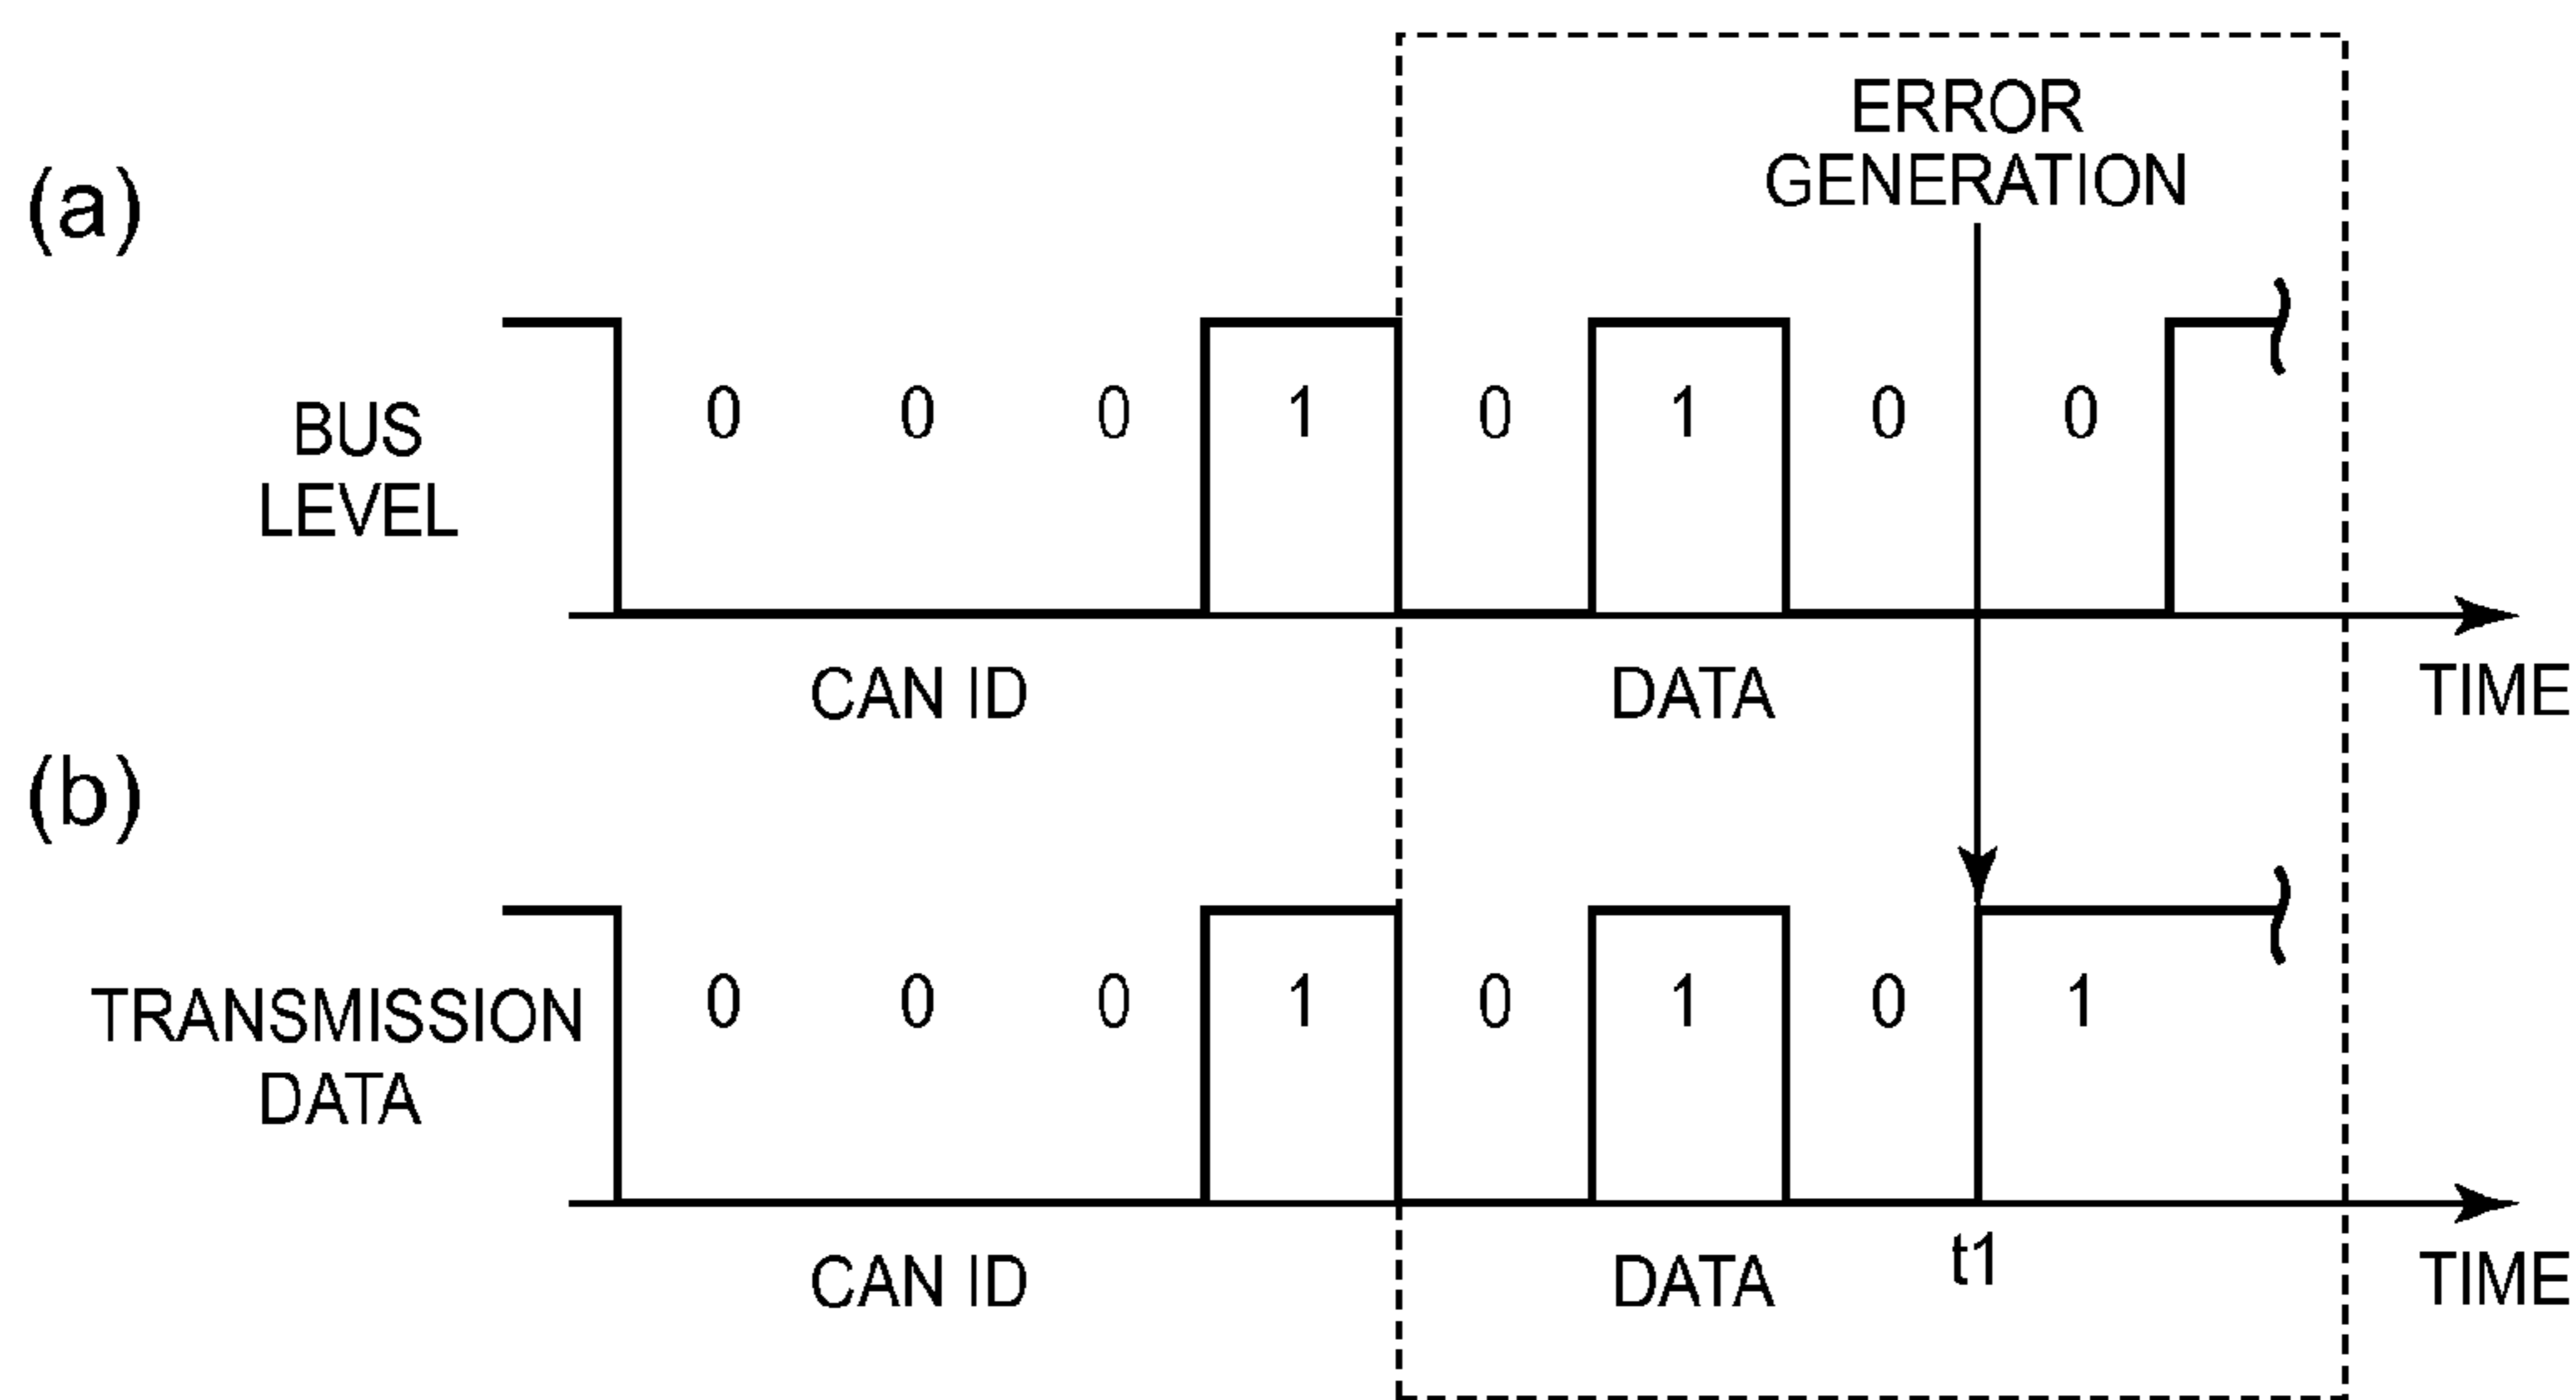 ERROR
GENERATION
(a)
BUS
LEVEL
0 0 0 1 0 1 0 0
CAN ID
DATA
TIME
(b)
TRANSMISSION
DATA
0 0 0 1 0 1 0 1
CAN ID
DATA
t1
TIME